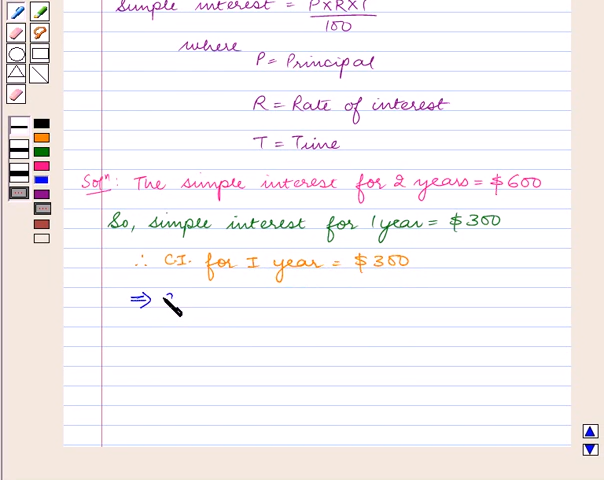 Simple interest = P×R×T
100
where
P = Principal
R = Rate of interest
T = Time
Solⁿ: The simple interest for 2 years = $600
So, simple interest for 1 year = $300
∴ C.I. for I year = $300
⇒